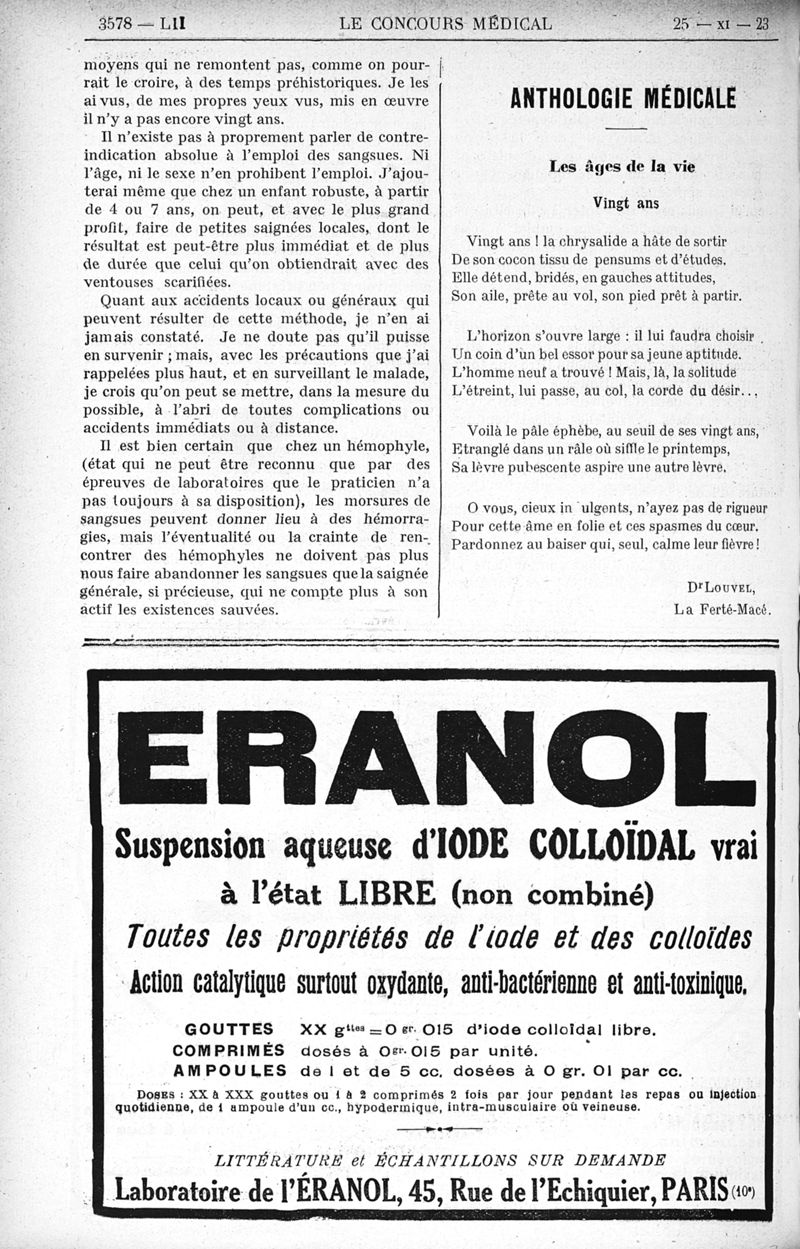 3578 — LII LE CONCOURS MÉDICAL 25 — XI — 23
moyens qui ne remontent pas, comme on pour-
rait le croire, à des temps préhistoriques. Je les
ai vus, de mes propres yeux vus, mis en œuvre
il n'y a pas encore vingt ans.
Il n'existe pas à proprement parler de contre-
indication absolue à l'emploi des sangsues. Ni
l'âge, ni le sexe n'en prohibent l'emploi. J'ajou-
terai même que chez un enfant robuste, à partir
de 4 ou 7 ans, on peut, et avec le plus grand
profit, faire de petites saignées locales, dont le
résultat est peut-être plus immédiat et de plus
de durée que celui qu'on obtiendrait avec des
ventouses scarifiées.
Quant aux accidents locaux ou généraux qui
peuvent résulter de cette méthode, je n'en ai
jamais constaté. Je ne doute pas qu'il puisse
en survenir ; mais, avec les précautions que j'ai
rappelées plus haut, et en surveillant le malade,
je crois qu'on peut se mettre, dans la mesure du
possible, à l'abri de toutes complications ou
accidents immédiats ou à distance.
Il est bien certain que chez un hémophyle,
(état qui ne peut être reconnu que par des
épreuves de laboratoires que le praticien n'a
pas toujours à sa disposition), les morsures de
sangsues peuvent donner lieu à des hémorra-
gies, mais l'éventualité ou la crainte de ren-
contrer des hémophyles ne doivent pas plus
nous faire abandonner les sangsues que la saignée
générale, si précieuse, qui ne compte plus à son
actif les existences sauvées.
ANTHOLOGIE MÉDICALE
Les âges de la vie
Vingt ans
Vingt ans ! la chrysalide a hâte de sortir
De son cocon tissu de pensums et d'études.
Elle détend, bridés, en gauches attitudes,
Son aile, prête au vol, son pied prêt à partir.
L'horizon s'ouvre large : il lui faudra choisir
Un coin d'un bel essor pour sa jeune aptitude.
L'homme neuf a trouvé ! Mais, là, la solitude
L'étreint, lui passe, au col, la corde du désir...,
Voilà le pâle éphèbe, au seuil de ses vingt ans,
Etranglé dans un râle où siffle le printemps,
Sa lèvre pubescente aspire une autre lèvre.
O vous, cieux in ulgents, n'ayez pas de rigueur
Pour cette âme en folie et ces spasmes du cœur.
Pardonnez au baiser qui, seul, calme leur fièvre !
Dr LOUVEL,
La Ferté-Macé.
ERANOL
Suspension aqueuse d'IODE COLLOÏDAL vrai
à l'état LIBRE (non combiné)
Toutes les propriétés de l'iode et des colloïdes
Action catalytique surtout oxydante, anti-bactérienne et anti-toxinique.
GOUTTES XX gttes = 0 gr. 015 d'iode colloïdal libre.
COMPRIMÉS dosés à 0gr. 015 par unité.
AMPOULES de 1 et de 5 cc. dosées à 0 gr. 01 par cc.
DOSES : XX à XXX gouttes ou 1 à 2 comprimés 2 fois par jour pendant les repas ou injection
quotidienne, de 1 ampoule d'un cc., hypodermique, intra-musculaire où veineuse.
LITTÉRATURE et ÉCHANTILLONS SUR DEMANDE
Laboratoire de l'ÉRANOL, 45, Rue de l'Echiquier, PARIS (10e)